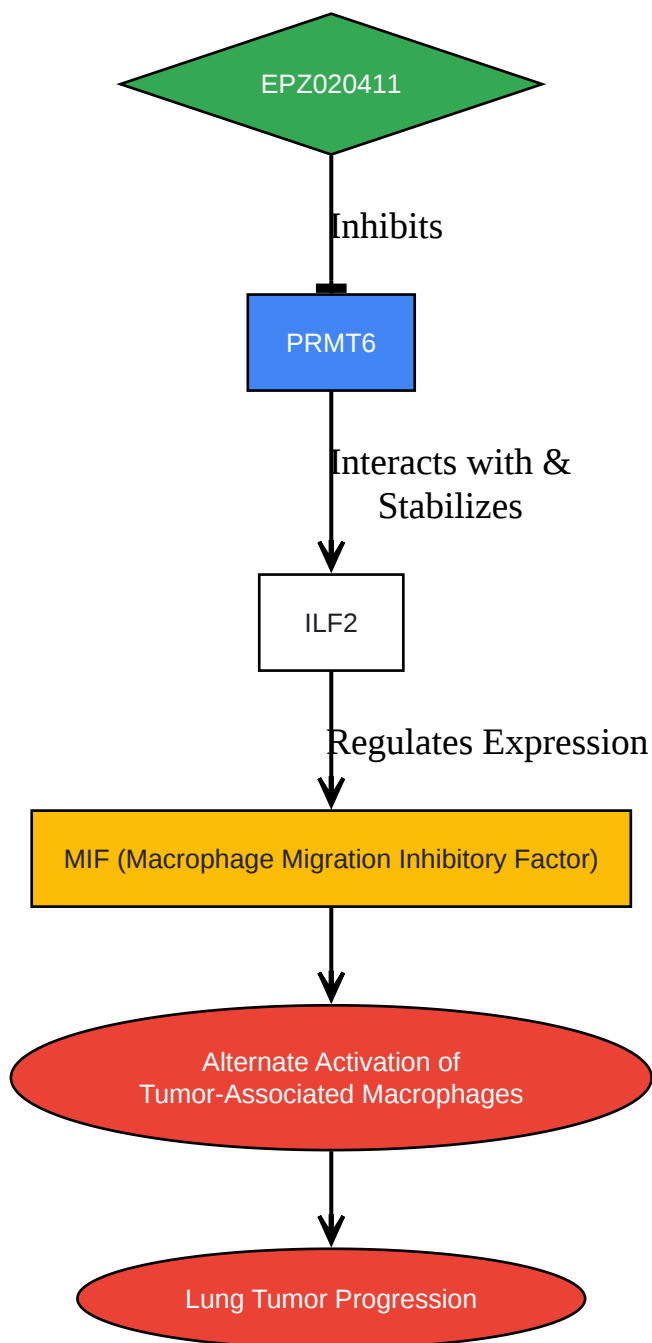 EPZ020411
Inhibits
PRMT6
Interacts with &
Stabilizes
ILF2
Regulates Expression
MIF (Macrophage Migration Inhibitory Factor)
Alternate Activation of
Tumor-Associated Macrophages
Lung Tumor Progression